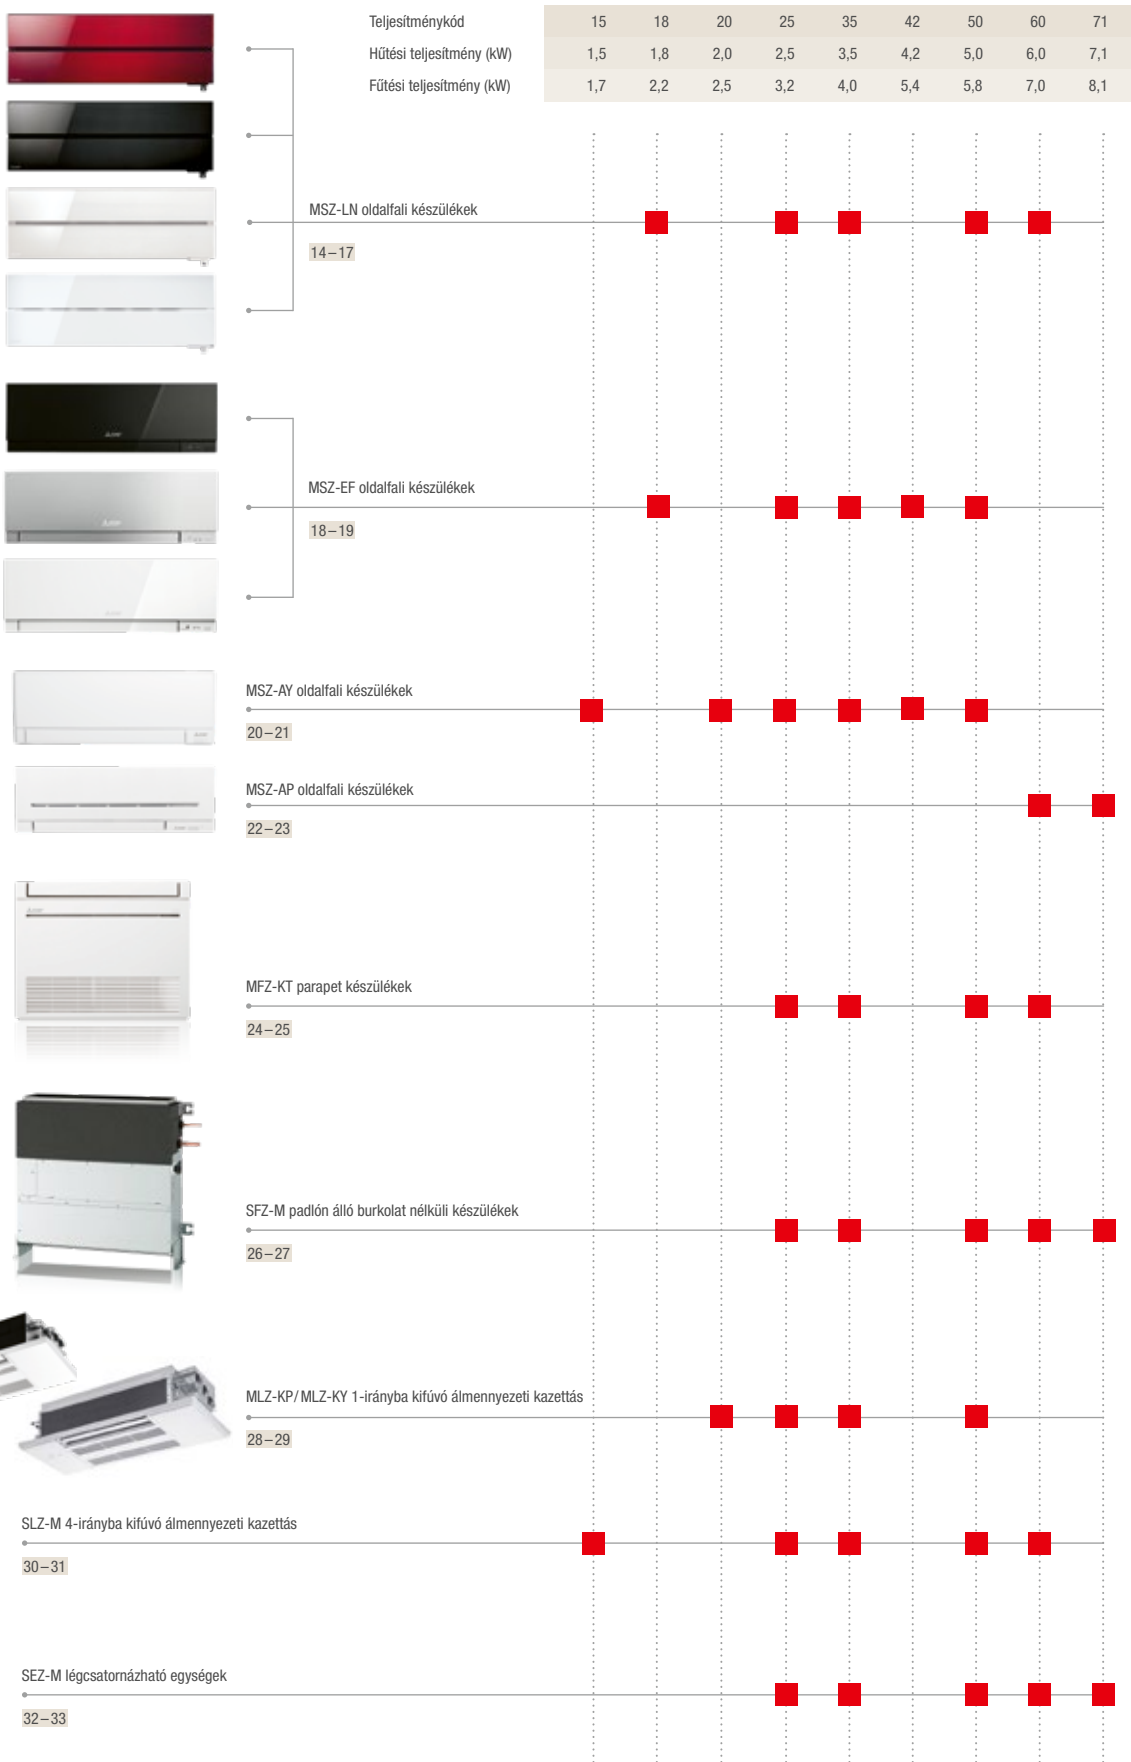 Teljesítménykód 15 18 20 25 35 42 50 60 71
Hűtési teljesítmény (kW) 1,5 1,8 2,0 2,5 3,5 4,2 5,0 6,0 7,1
Fűtési teljesítmény (kW) 1,7 2,2 2,5 3,2 4,0 5,4 5,8 7,0 8,1
MSZ-LN oldalfali készülékek
14–17
MSZ-EF oldalfali készülékek
18–19
MSZ-AY oldalfali készülékek
20–21
MSZ-AP oldalfali készülékek
22–23
MFZ-KT parapet készülékek
24–25
SFZ-M padlón álló burkolat nélküli készülékek
26–27
MLZ-KP/ MLZ-KY 1-irányba kifúvó álmennyezeti kazettás
28–29
SLZ-M 4-irányba kifúvó álmennyezeti kazettás
30–31
SEZ-M légcsatornázható egységek
32–33